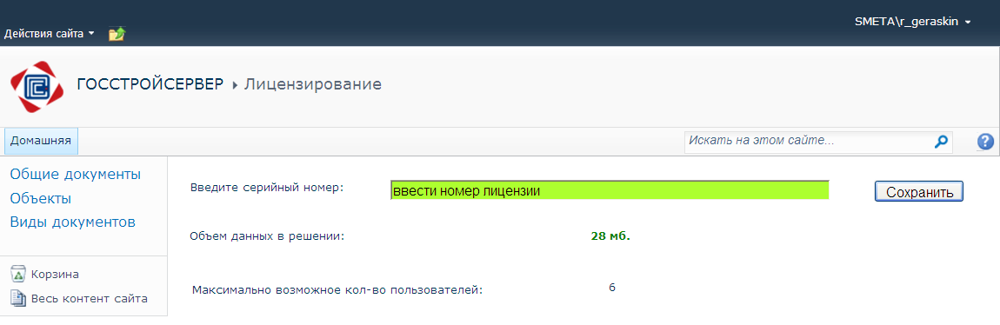 SMETA\r_geraskin
Действия сайта
ГОССТРОЙСЕРВЕР Лицензирование
Домашняя
Искать на этом сайте...
Общие документы
Объекты
Виды документов
Корзина
Весь контент сайта
Введите серийный номер:
ввести номер лицензии
Сохранить
Объем данных в решении:
28 мб.
Максимально возможное кол-во пользователей:
6